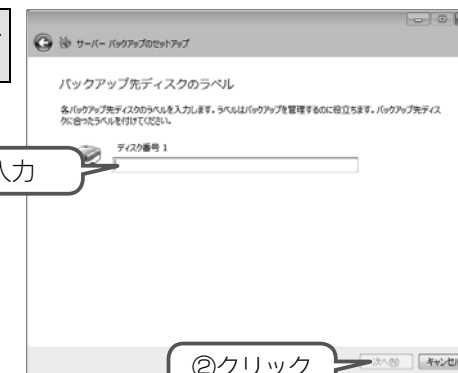 サーバー バックアップのセットアップ
バックアップ先ディスクのラベル
各バックアップ先ディスクのラベルを入力します。ラベルはバックアップを管理するのに役立ちます。バックアップ先ディス
クに合ったラベルを付けてください。
ディスク番号 1
入力
②クリック
次へ(N)
キャンセル